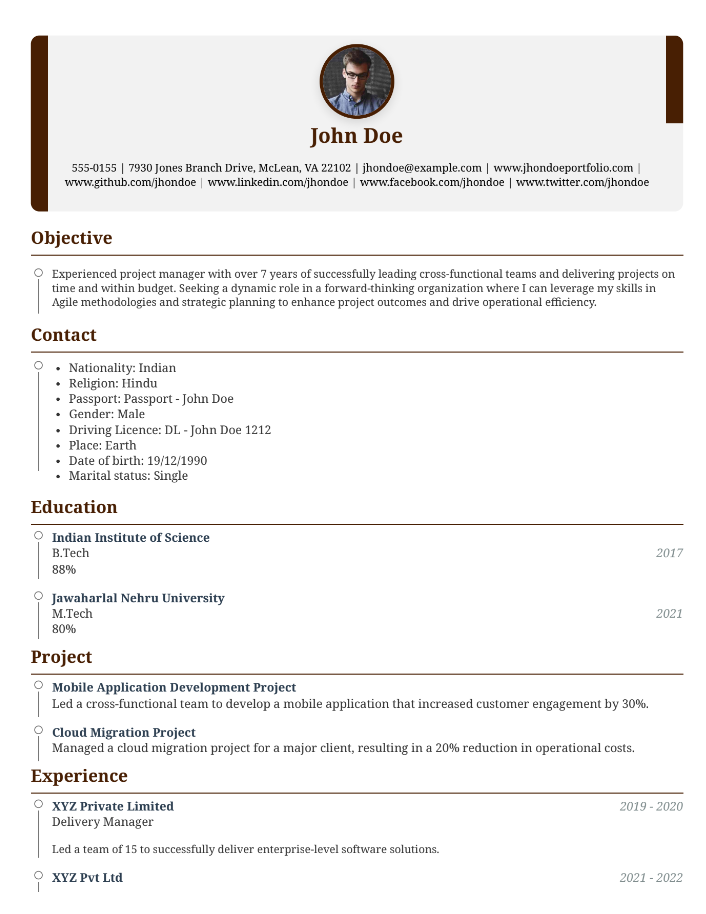 John Doe
555-0155 | 7930 Jones Branch Drive, McLean, VA 22102 | jhondoe@example.com | www.jhondoeportfolio.com |
www.github.com/jhondoe | www.linkedin.com/jhondoe | www.facebook.com/jhondoe | www.twitter.com/jhondoe
Objective
Experienced project manager with over 7 years of successfully leading cross-functional teams and delivering projects on
time and within budget. Seeking a dynamic role in a forward-thinking organization where I can leverage my skills in
Agile methodologies and strategic planning to enhance project outcomes and drive operational efficiency.
Contact
• Nationality: Indian
• Religion: Hindu
• Passport: Passport - John Doe
• Gender: Male
• Driving Licence: DL - John Doe 1212
• Place: Earth
• Date of birth: 19/12/1990
• Marital status: Single
Education
Indian Institute of Science
B.Tech 2017
88%
Jawaharlal Nehru University
M.Tech 2021
80%
Project
Mobile Application Development Project
Led a cross-functional team to develop a mobile application that increased customer engagement by 30%.
Cloud Migration Project
Managed a cloud migration project for a major client, resulting in a 20% reduction in operational costs.
Experience
XYZ Private Limited 2019 - 2020
Delivery Manager
Led a team of 15 to successfully deliver enterprise-level software solutions.
XYZ Pvt Ltd 2021 - 2022